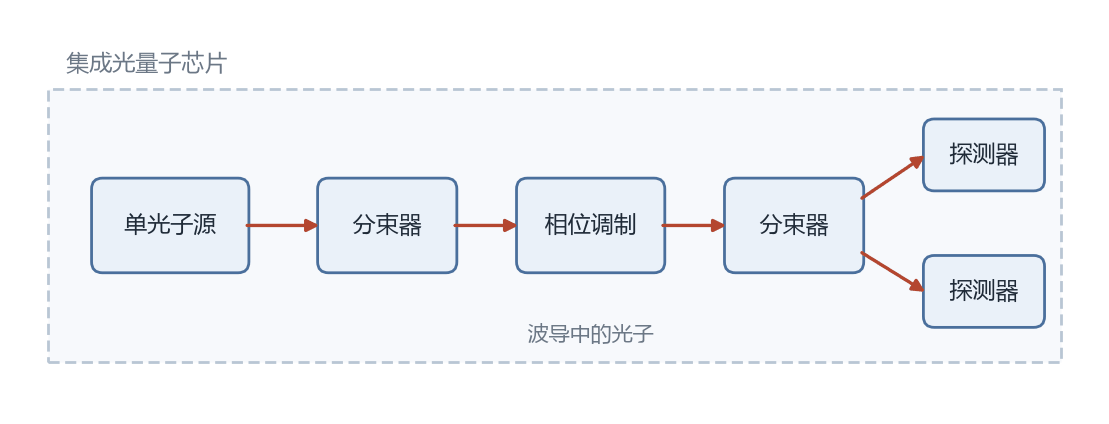 集成光量子芯片
单光子源
分束器
相位调制
分束器
探测器
探测器
波导中的光子